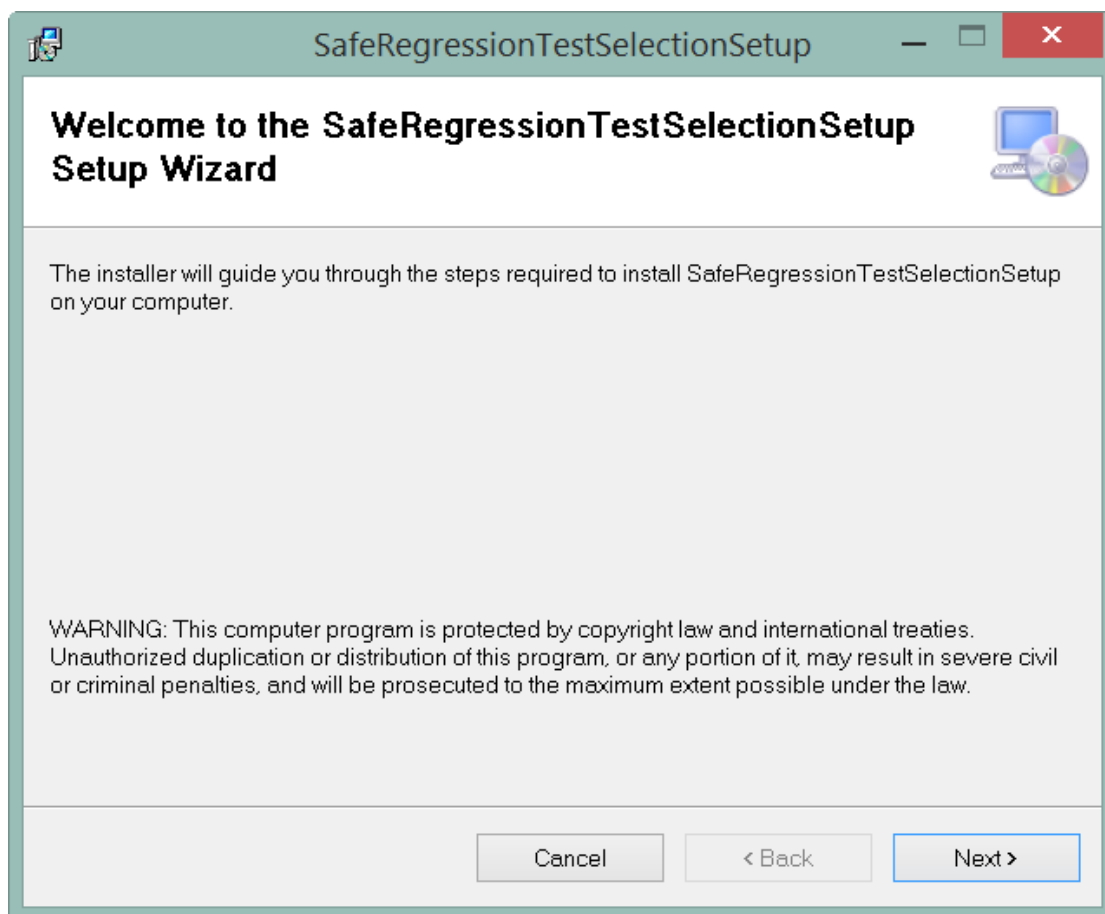 SafeRegressionTestSelectionSetup
Welcome to the SafeRegressionTestSelectionSetup
Setup Wizard
The installer will guide you through the steps required to install SafeRegressionTestSelectionSetup
on your computer.
WARNING: This computer program is protected by copyright law and international treaties.
Unauthorized duplication or distribution of this program, or any portion of it, may result in severe civil
or criminal penalties, and will be prosecuted to the maximum extent possible under the law.
Cancel
< Back
Next >